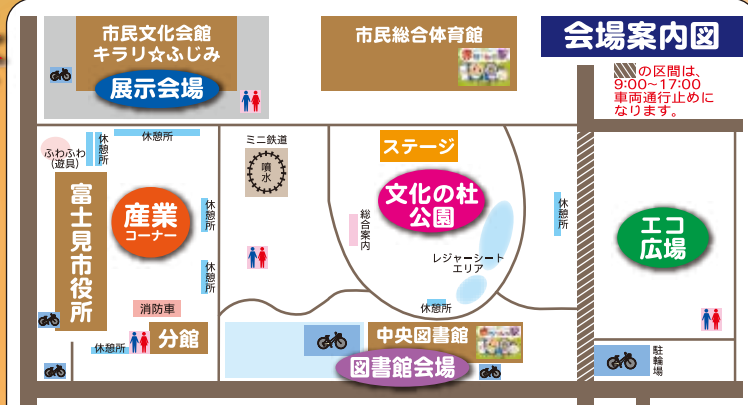 市民文化会館
キラリ☆ふじみ
展示会場
市民総合体育館
会場案内図
の区間は、
9:00~17:00
車両通行止めに
なります。
休憩所
休憩所
ふわふわ
(遊具)
ミニ鉄道
噴水
ステージ
文化の杜
公園
総合案内
レジャーシート
エリア
休憩所
休憩所
富士見市役所
産業
コーナー
休憩所
休憩所
エコ
広場
消防車
休憩所
分館
中央図書館
図書館会場
駐輪場